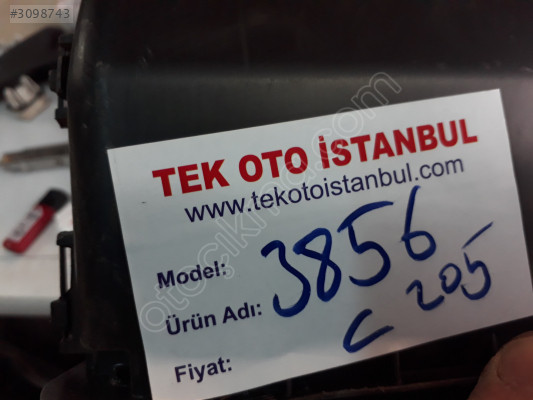 #3098743
TEK OTO İSTANBUL
www.tekotoistanbul.com
Model: 3856
Ürün Adı: C 205
Fiyat: